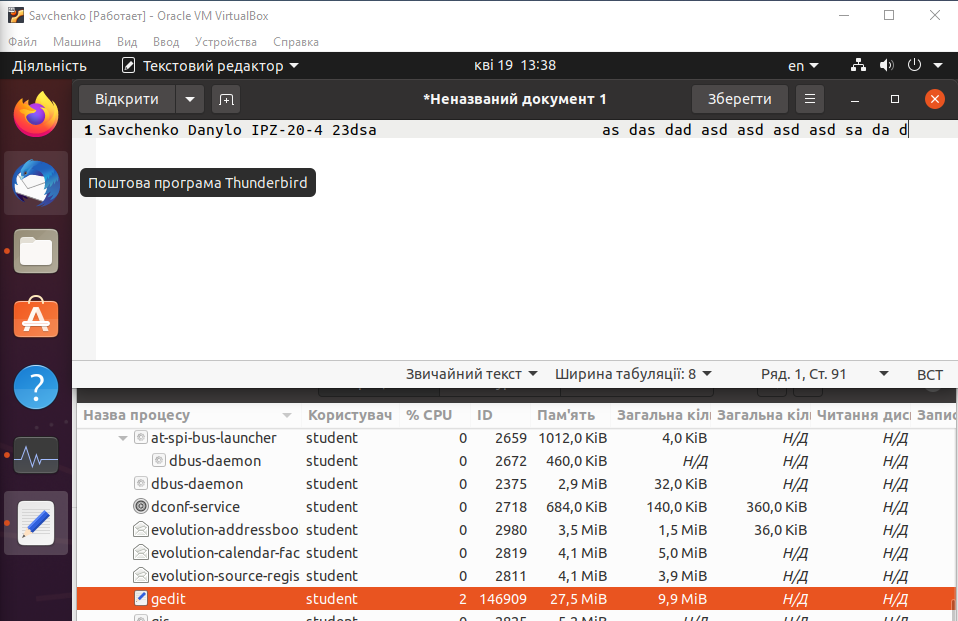 Savchenko [Работает] - Oracle VM VirtualBox
Файл Машина Вид Ввод Устройства Справка
Діяльність Текстовий редактор кві 19 13:38 en
Відкрити *Неназваний документ 1 Зберегти
1 Savchenko Danylo IPZ-20-4 23dsa as das dad asd asd asd asd sa da d
Поштова програма Thunderbird
Звичайний текст Ширина табуляції: 8 Ряд. 1, Ст. 91 ВСТ
Назва процесу Користувач % CPU ID Пам'ять Загальна кіл Загальна кіл Читання дис Запис
at-spi-bus-launcher student 0 2659 1012,0 KiB 4,0 KiB Н/Д Н/Д
dbus-daemon student 0 2672 460,0 KiB Н/Д Н/Д Н/Д
dbus-daemon student 0 2375 2,9 MiB 32,0 KiB Н/Д Н/Д
dconf-service student 0 2718 684,0 KiB 140,0 KiB 360,0 KiB Н/Д
evolution-addressboo student 0 2980 3,5 MiB 1,5 MiB 36,0 KiB Н/Д
evolution-calendar-fac student 0 2819 4,1 MiB 5,0 MiB Н/Д Н/Д
evolution-source-regis student 0 2811 4,1 MiB 3,9 MiB Н/Д Н/Д
gedit student 2 146909 27,5 MiB 9,9 MiB Н/Д Н/Д